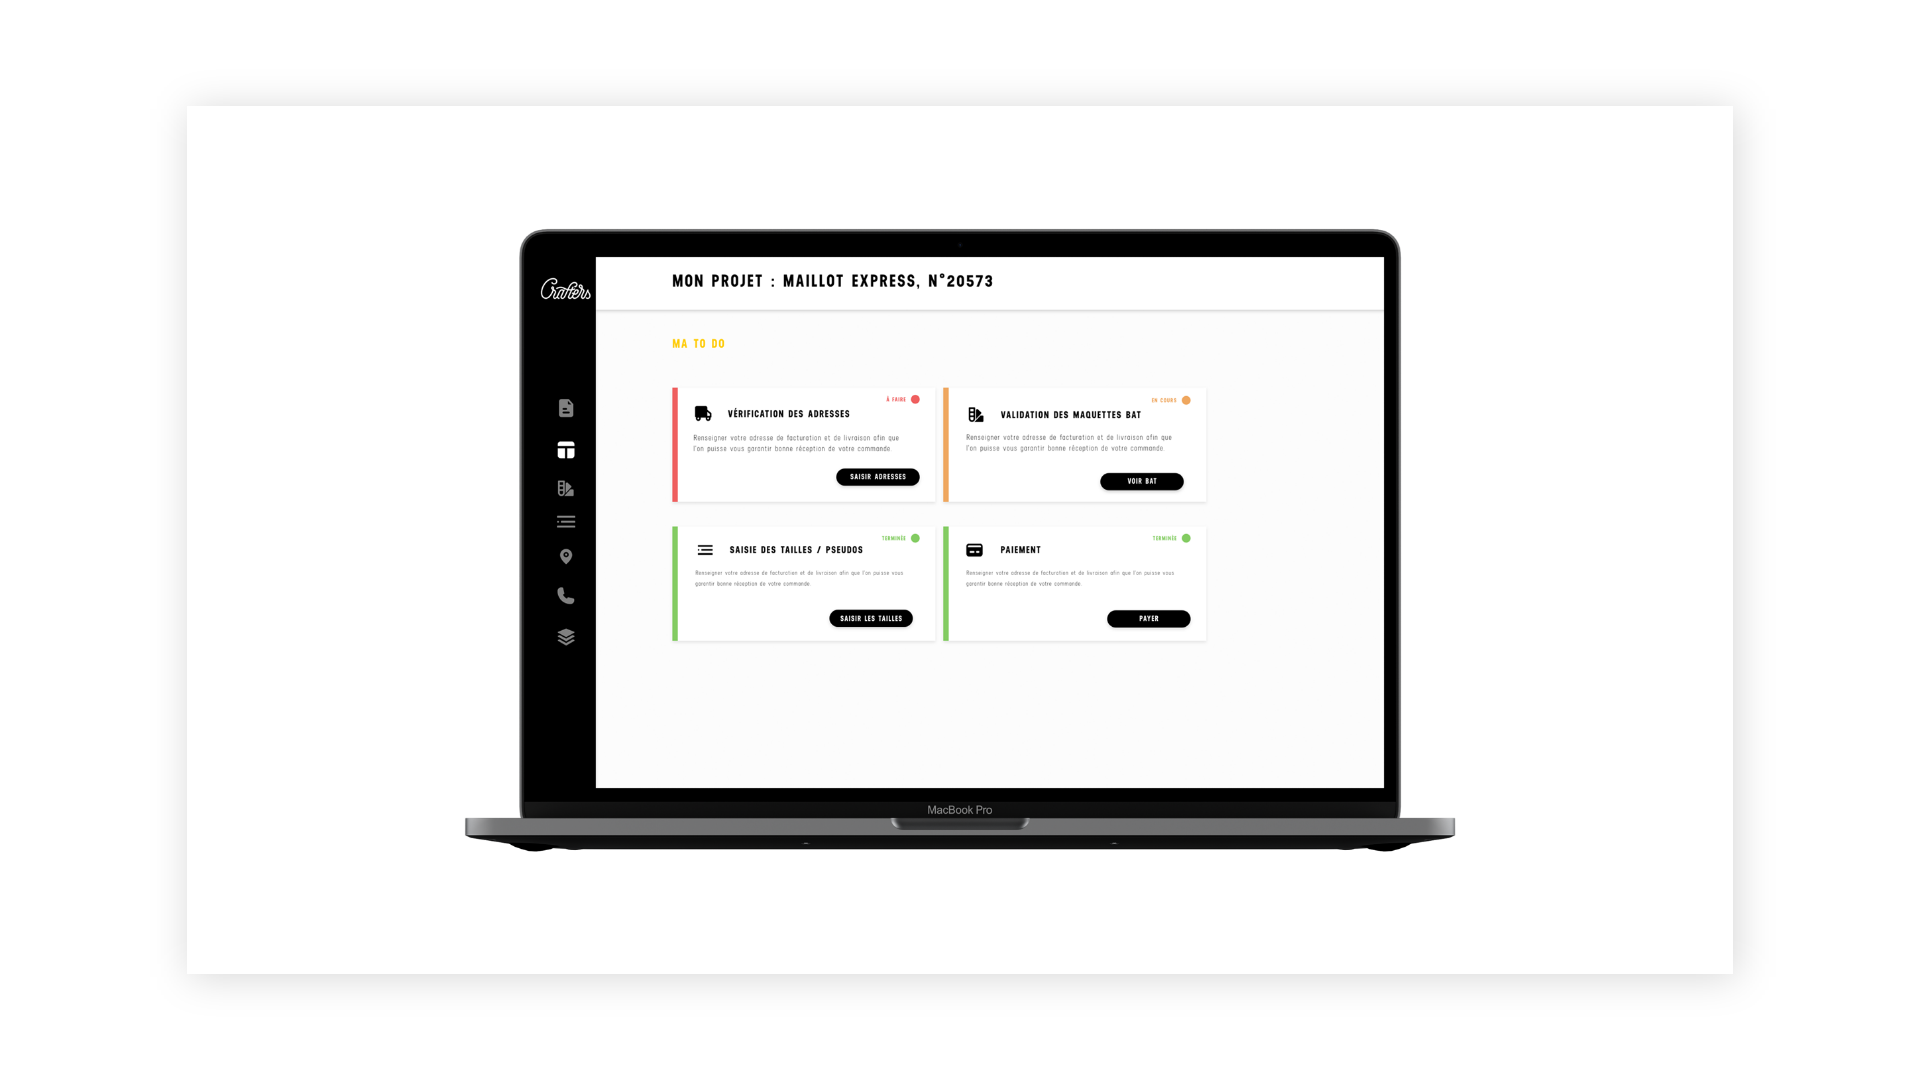 Crafters
MON PROJET : MAILLOT EXPRESS, N°20573
MA TO DO
À FAIRE
VÉRIFICATION DES ADRESSES
Renseigner votre adresse de facturation et de livraison afin que
l'on puisse vous garantir bonne réception de votre commande
SAISIR ADRESSES
EN COURS
VALIDATION DES MAQUETTES BAT
Renseigner votre adresse de facturation et de livraison afin que
l'on puisse vous garantir bonne réception de votre commande
VOIR BAT
TERMINÉE
SAISIE DES TAILLES / PSEUDOS
Renseigner votre adresse de facturation et de livraison afin que l'on puisse vous
garantir bonne réception de votre commande.
SAISIR LES TAILLES
TERMINÉE
PAIEMENT
Renseigner votre adresse de facturation et de livraison afin que l'on puisse vous
garantir bonne réception de votre commande.
PAYER
MacBook Pro